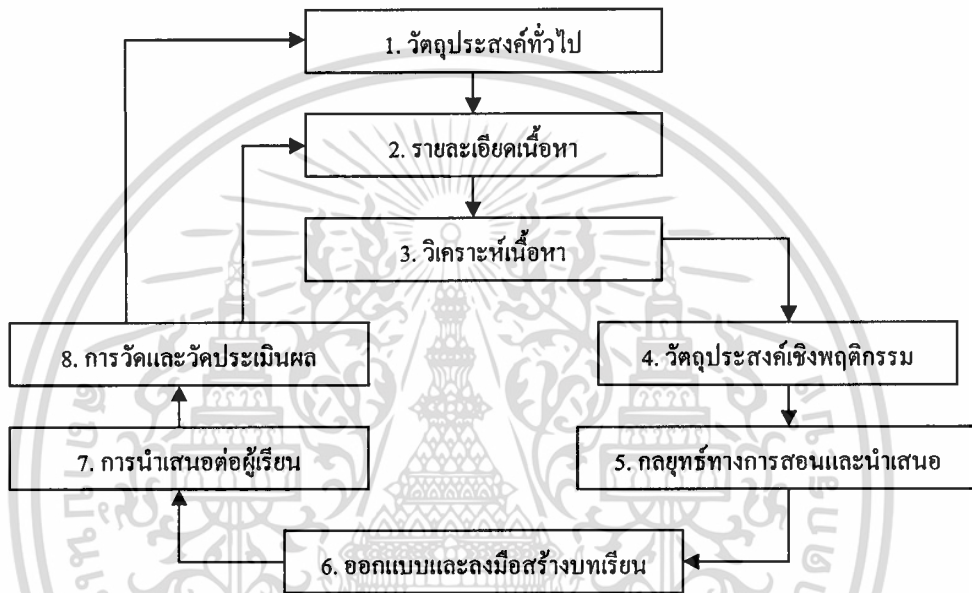 1. วัตถุประสงค์ทั่วไป
2. รายละเอียดเนื้อหา
3. วิเคราะห์เนื้อหา
4. วัตถุประสงค์เชิงพฤติกรรม
5. กลยุทธ์ทางการสอนและนำเสนอ
6. ออกแบบและลงมือสร้างบทเรียน
7. การนำเสนอต่อผู้เรียน
8. การวัดและวัดประเมินผล